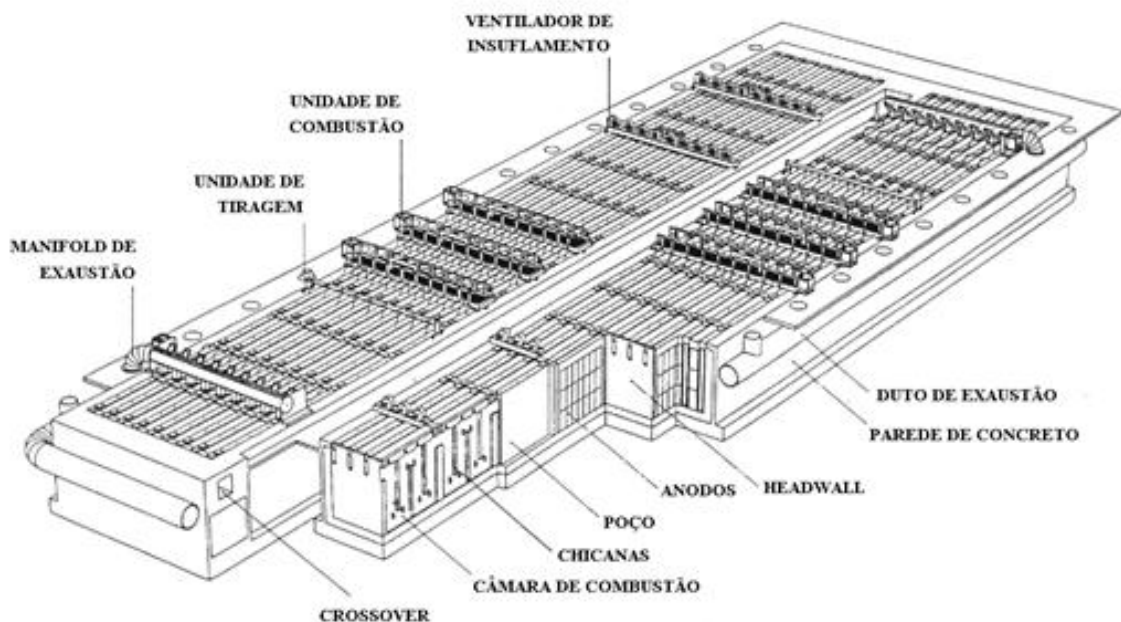 VENTILADOR DE
INSUFLAMENTO
UNIDADE DE
COMBUSTÃO
UNIDADE DE
TIRAGEM
MANIFOLD DE
EXAUSTÃO
DUTO DE EXAUSTÃO
PAREDE DE CONCRETO
HEADWALL
ANODOS
POÇO
CHICANAS
CÂMARA DE COMBUSTÃO
CROSSOVER